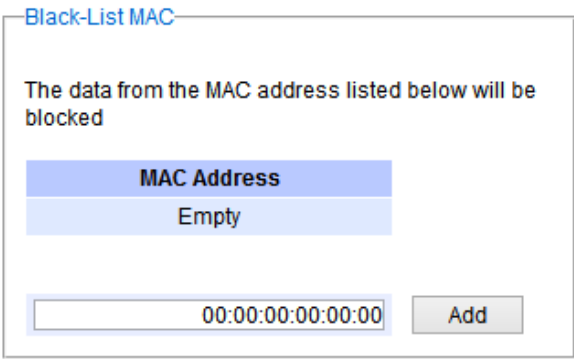 Black-List MAC
The data from the MAC address listed below will be
blocked
MAC Address
Empty
00:00:00:00:00:00 Add